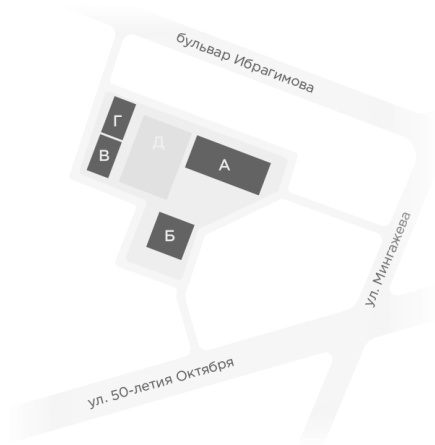 бульвар Ибрагимова
Г
Д
В
А
Б
ул. Мингажева
ул. 50-летия Октября